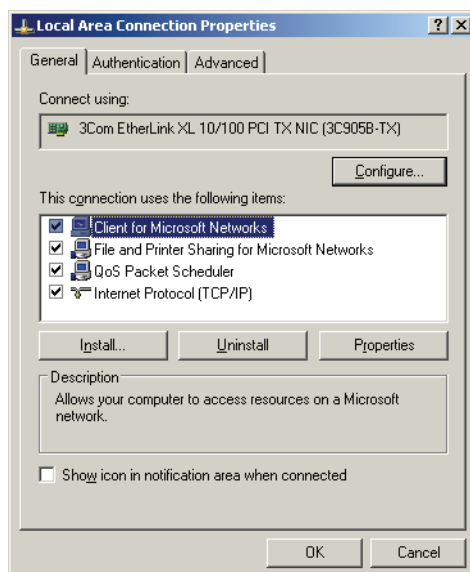 Local Area Connection Properties
General Authentication Advanced
Connect using:
3Com EtherLink XL 10/100 PCI TX NIC (3C905B-TX)
Configure...
This connection uses the following items:
Client for Microsoft Networks
File and Printer Sharing for Microsoft Networks
QoS Packet Scheduler
Internet Protocol (TCP/IP)
Install... Uninstall Properties
Description
Allows your computer to access resources on a Microsoft
network.
Show icon in notification area when connected
OK Cancel